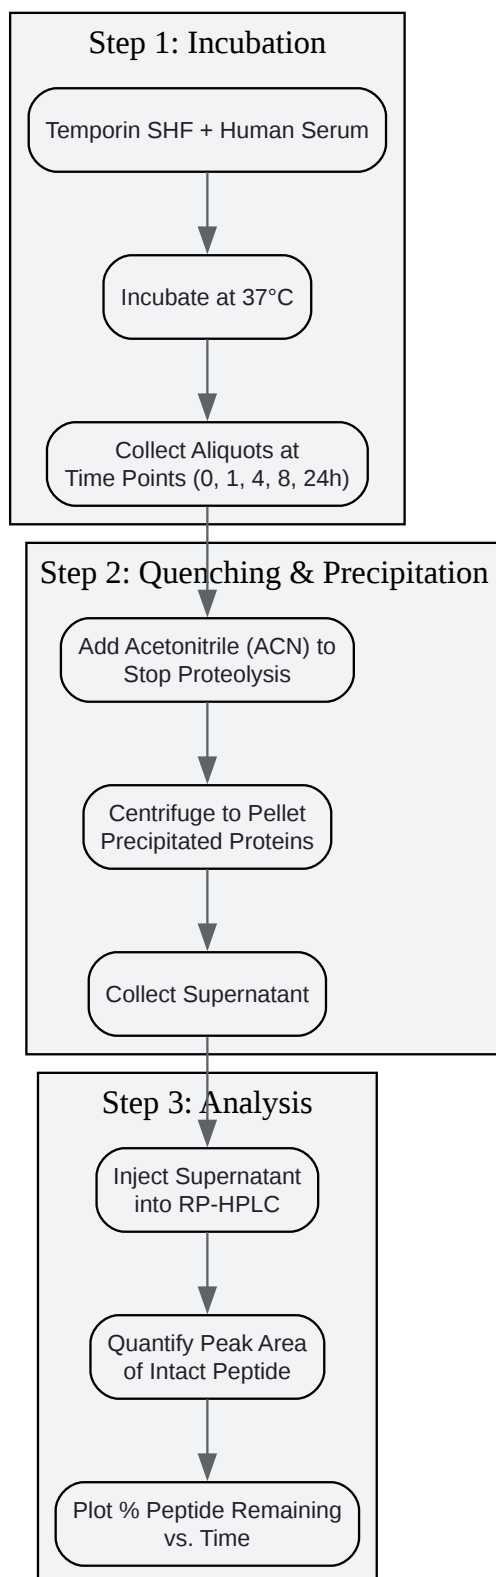 Step 1: Incubation
Temporin SHF + Human Serum
Incubate at 37°C
Collect Aliquots at
Time Points (0, 1, 4, 8, 24h)
Step 2: Quenching & Precipitation
Add Acetonitrile (ACN) to
Stop Proteolysis
Centrifuge to Pellet
Precipitated Proteins
Collect Supernatant
Step 3: Analysis
Inject Supernatant
into RP-HPLC
Quantify Peak Area
of Intact Peptide
Plot % Peptide Remaining
vs. Time